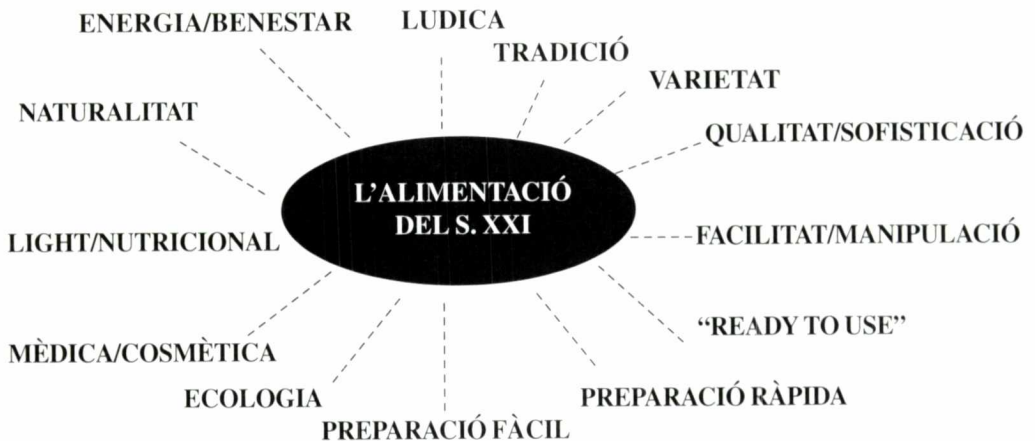 ENERGIA/BENESTAR
LUDICA
TRADICIÓ
VARIETAT
NATURALITAT
QUALITAT/SOFISTICACIÓ
L'ALIMENTACIÓ
DEL S. XXI
LIGHT/NUTRICIONAL
FACILITAT/MANIPULACIÓ
“READY TO USE”
MÈDICA/COSMÈTICA
ECOLOGIA
PREPARACIÓ RÀPIDA
PREPARACIÓ FÀCIL